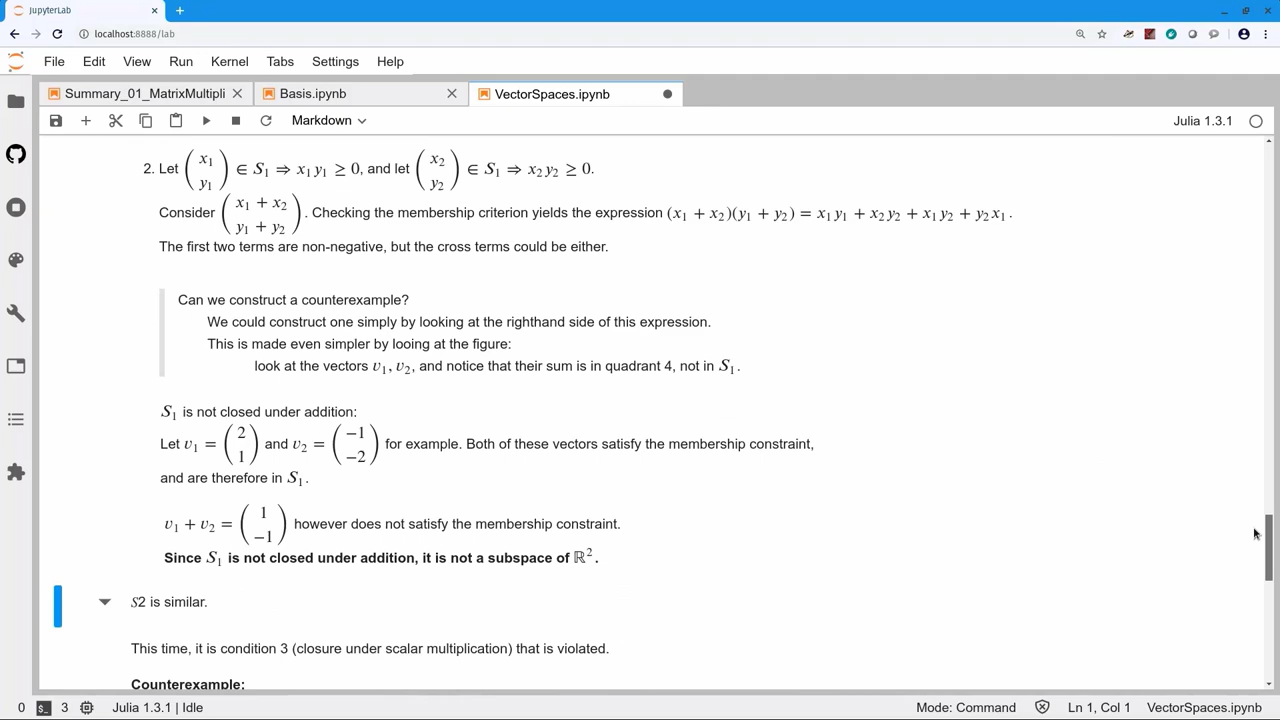 JupyterLab
localhost:8888/lab
File Edit View Run Kernel Tabs Settings Help
Summary_01_MatrixMultipli Basis.ipynb VectorSpaces.ipynb
Markdown Julia 1.3.1
2. Let (x₁ y₁) ∈ S₁ ⇒ x₁y₁ ≥ 0, and let (x₂ y₂) ∈ S₁ ⇒ x₂y₂ ≥ 0.
Consider (x₁ + x₂ y₁ + y₂). Checking the membership criterion yields the expression (x₁ + x₂)(y₁ + y₂) = x₁y₁ + x₂y₂ + x₁y₂ + y₂x₁.
The first two terms are non-negative, but the cross terms could be either.
Can we construct a counterexample?
We could construct one simply by looking at the righthand side of this expression.
This is made even simpler by looing at the figure:
look at the vectors v₁, v₂, and notice that their sum is in quadrant 4, not in S₁.
S₁ is not closed under addition:
Let v₁ = (2 1) and v₂ = (−1 −2) for example. Both of these vectors satisfy the membership constraint,
and are therefore in S₁.
v₁ + v₂ = (1 −1) however does not satisfy the membership constraint.
Since S₁ is not closed under addition, it is not a subspace of ℝ².
S2 is similar.
This time, it is condition 3 (closure under scalar multiplication) that is violated.
Counterexample:
0 3 Julia 1.3.1 | Idle Mode: Command Ln 1, Col 1 VectorSpaces.ipynb